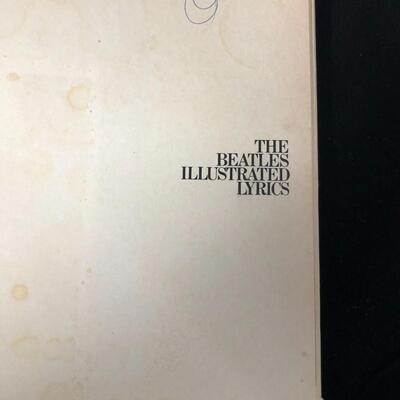 THE
BEATLES
ILLUSTRATED
LYRICS